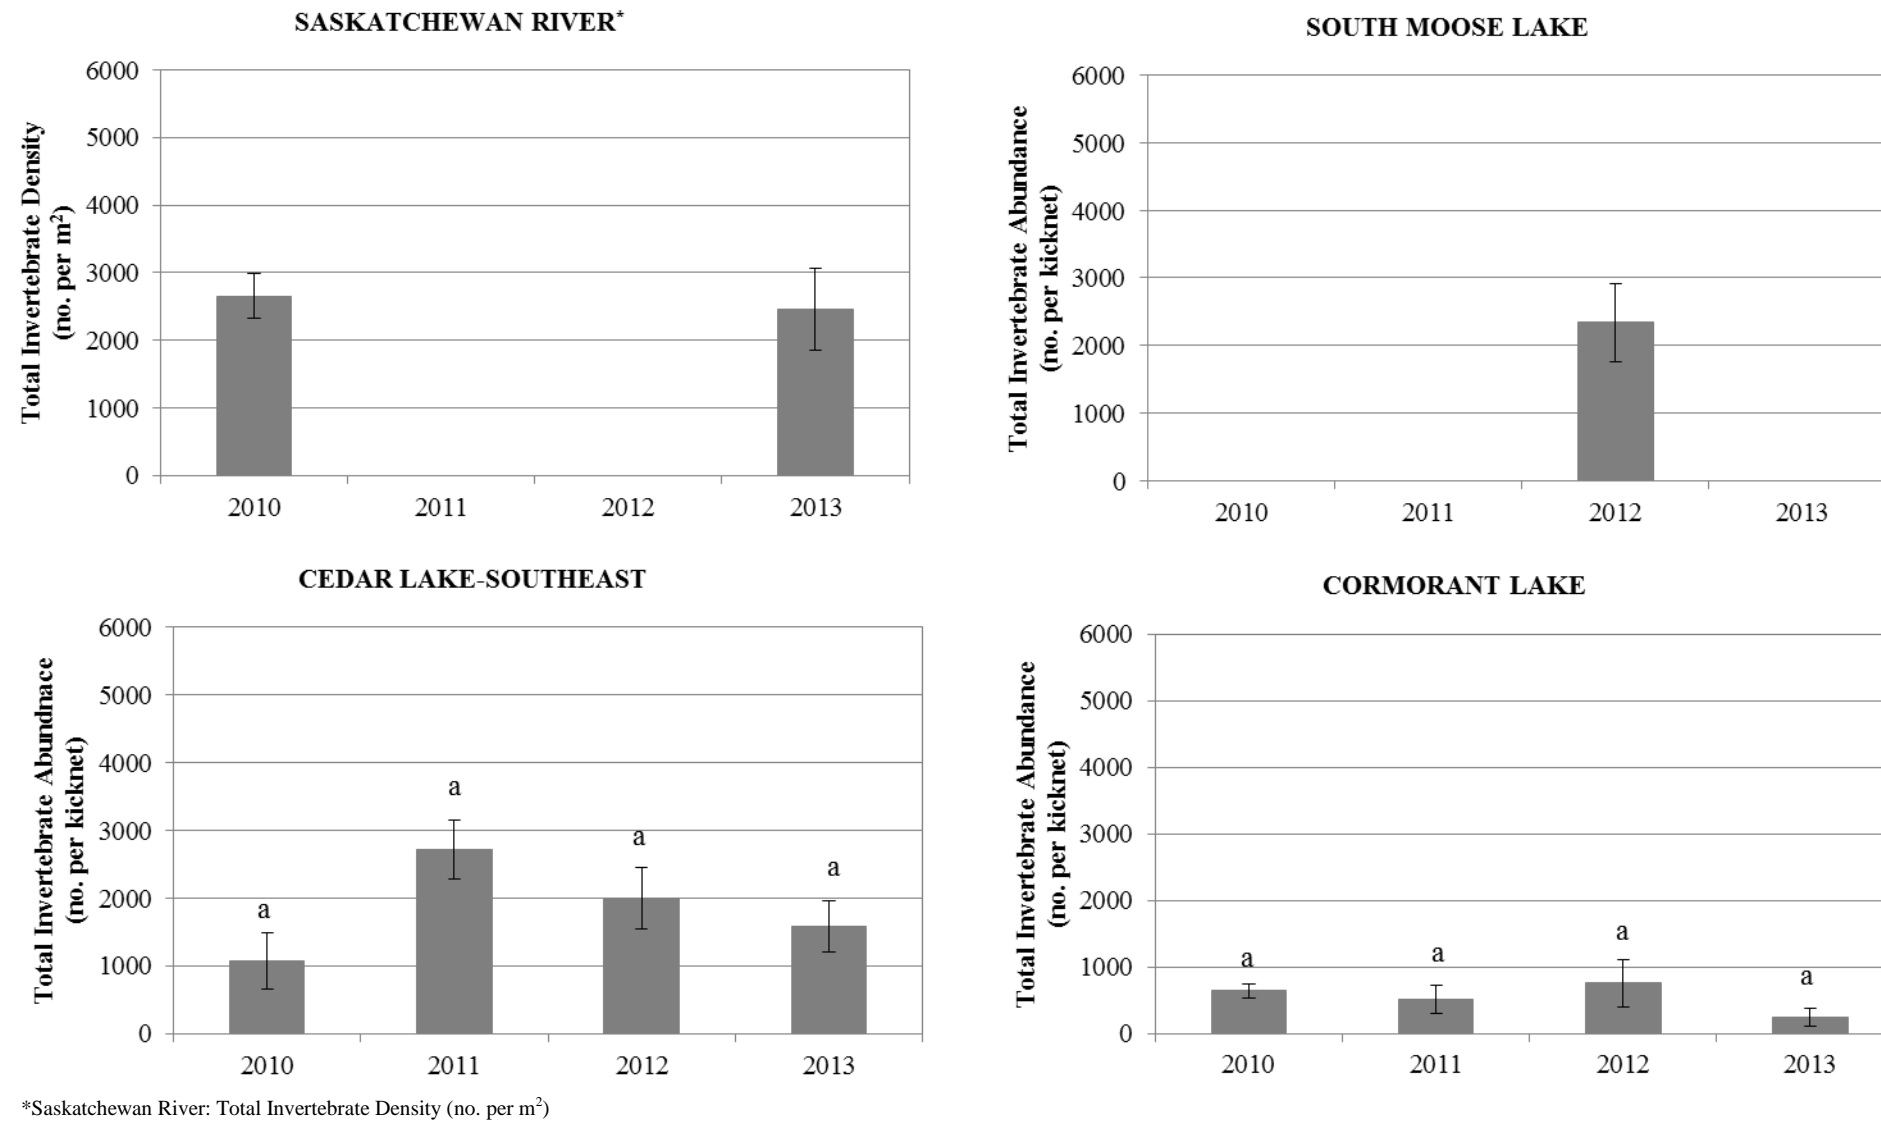 SASKATCHEWAN RIVER*
Total Invertebrate Density
(no. per m²)
6000
5000
4000
3000
2000
1000
0
2010 2011 2012 2013
SOUTH MOOSE LAKE
Total Invertebrate Abundance
(no. per kicknet)
6000
5000
4000
3000
2000
1000
0
2010 2011 2012 2013
CEDAR LAKE-SOUTHEAST
Total Invertebrate Abundnace
(no. per kicknet)
6000
5000
4000
3000
2000
1000
0
a a a a
2010 2011 2012 2013
CORMORANT LAKE
Total Invertebrate Abundance
(no. per kicknet)
6000
5000
4000
3000
2000
1000
0
a a a a
2010 2011 2012 2013
*Saskatchewan River: Total Invertebrate Density (no. per m²)